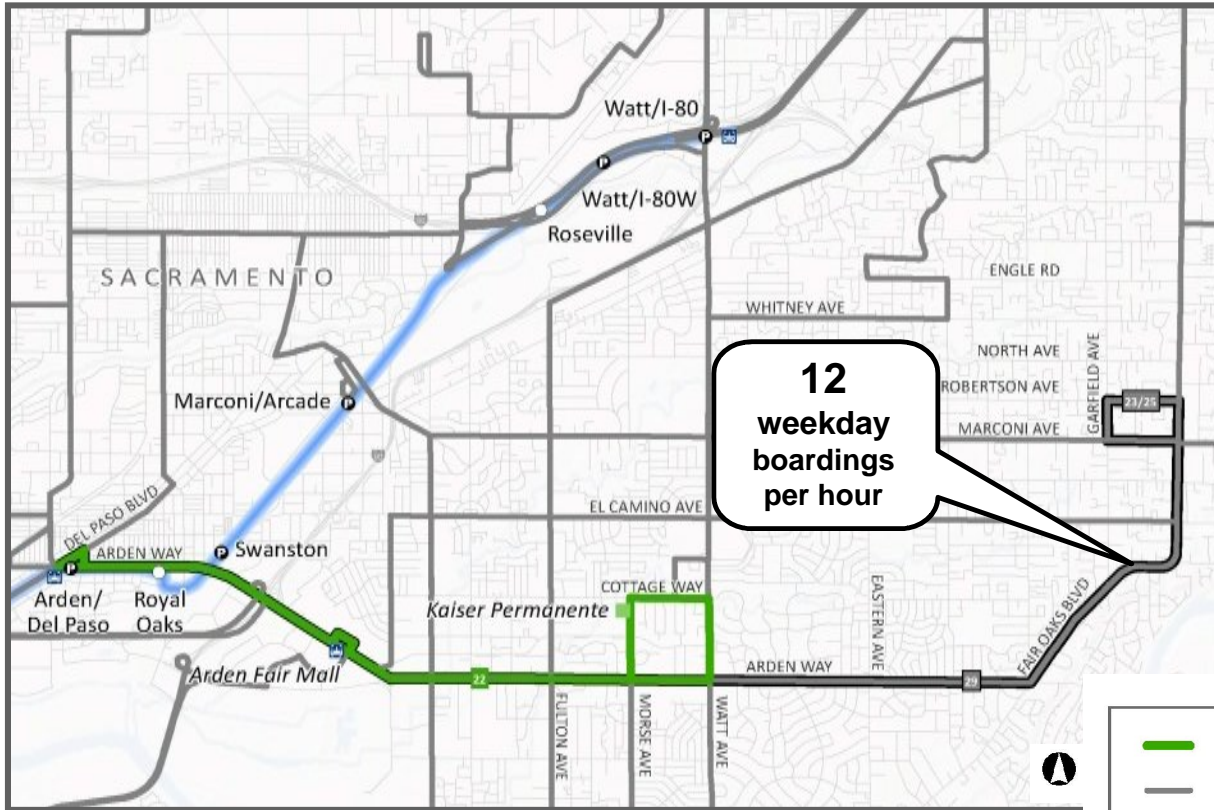 Watt/I-80
Watt/I-80W
Roseville
SACRAMENTO
ENGLE RD
WHITNEY AVE
NORTH AVE
ROBERTSON AVE
GARFIELD AVE
23/25
MARCONI AVE
12
weekday
boardings
per hour
Marconi/Arcade
EL CAMINO AVE
DEL PASO BLVD
ARDEN WAY
Swanston
Arden/
Del Paso
Royal
Oaks
COTTAGE WAY
Kaiser Permanente
EASTERN AVE
FAIR OAKS BLVD
Arden Fair Mall
ARDEN WAY
22
29
FULTON AVE
MORSE AVE
WATT AVE
P
P
P
P
P